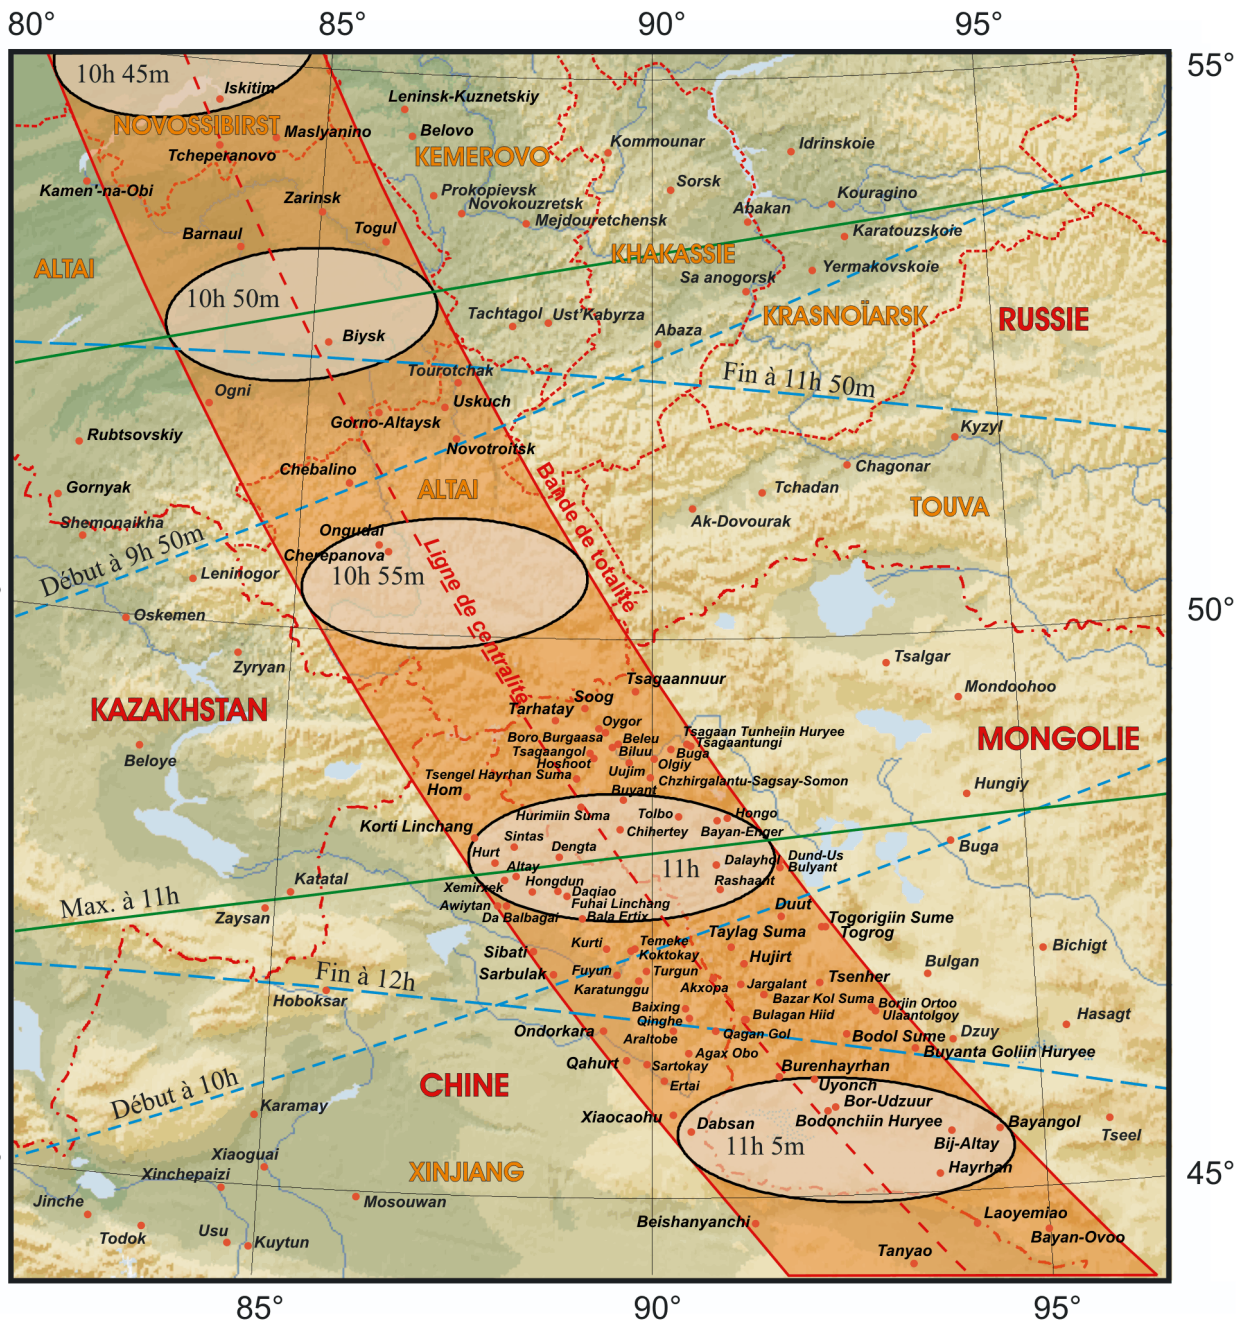 80°
85°
90°
95°
55°
10h 45m
Iskitim
Leninsk-Kuznetskiy
NOVOSSIBIRST
Maslyanino
Belovo
Tcheperanovo
KEMEROVO
Kommounar
Idrinskoie
Kamen'-na-Obi
Zarinsk
Prokopievsk
Novokouzretsk
Sorsk
Kouragino
Mejdouretchensk
Abakan
Barnaul
Togul
Karatouzskoie
KHAKASSIE
ALTAI
Yermakovskoie
Sa anogorsk
10h 50m
Tachtagol
Ust'Kabyrza
KRASNOÏARSK
RUSSIE
Biysk
Abaza
Tourotchak
Fin à 11h 50m
Ogni
Uskuch
Gorno-Altaysk
Kyzyl
Rubtsovskiy
Novotroitsk
Chebalino
Chagonar
Gornyak
ALTAI
Tchadan
TOUVA
Shemonaikha
Ak-Dovourak
Bande de totalité
Ongudai
Cherepanova
Début à 9h 50m
10h 55m
Leninogor
Ligne de centralité
Oskemen
50°
Zyryan
Tsalgar
Tsagaannuur
Mondoohoo
KAZAKHSTAN
Soog
Tarhatay
Oygor
MONGOLIE
Boro Burgaasa
Beleu
Tsagaan Tunheiin Huryee
Tsagaantungi
Tsagaangol
Biluu
Buga
Beloye
Hoshoot
Olgiy
Tsengel Hayrhan Suma
Uujim
Chzhirgalantu-Sagsay-Somon
Hungiy
Hom
Buyant
Hurimiin Suma
Tolbo
Hongo
Korti Linchang
Chihertey
Bayan-Enger
Sintas
Buga
Hurt
Dengta
Dalayhol
Dund-Us
Bulyant
Altay
11h
Katatal
Xemirxek
Hongdun
Daqiao
Rashaant
Max. à 11h
Awiytan
Fuhai Linchang
Duut
Zaysan
Da Balbagai
Bala Ertix
Togorigiin Sume
Taylag Suma
Togrog
Kurti
Temeke
Bichigt
Sibati
Koktokay
Hujirt
Bulgan
Fin à 12h
Sarbulak
Fuyun
Turgun
Tsenher
Karatunggu
Akxopa
Jargalant
Hoboksar
Bazar Kol Suma
Borjin Ortoo
Baixing
Bulagan Hiid
Ulaantolgoy
Hasagt
Qinghe
Ondorkara
Araltobe
Qagan Gol
Bodol Sume
Dzuy
Agax Obo
Buyanta Goliin Huryee
Qahurt
Sartokay
Burenhayrhan
CHINE
Ertai
Uyonch
Début à 10h
Bor-Udzuur
Karamay
Xiaocaohu
Dabsan
Bodonchiin Huryee
Bayangol
Tseel
11h 5m
Bij-Altay
Xiaoguai
XINJIANG
Hayrhan
Xinchepaizi
45°
Jinche
Mosouwan
Laoyemiao
Beishanyanchi
Todok
Usu
Kuytun
Bayan-Ovoo
Tanyao
85°
90°
95°